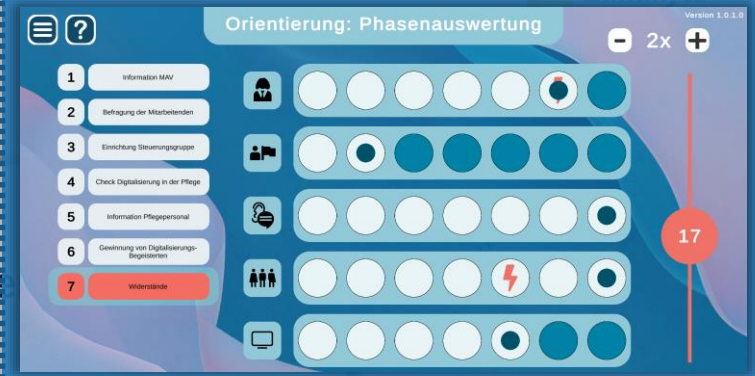 Version 1.0.1.0
?
Orientierung: Phasenauswertung
- 2x +
1 Information MAV
2 Befragung der Mitarbeitenden
3 Einrichtung Steuerungsgruppe
4 Check Digitalisierung in der Pflege
5 Information Pflegepersonal
6 Gewinnung von Digitalisierungs-
Begeisterten
7 Widerstände
17